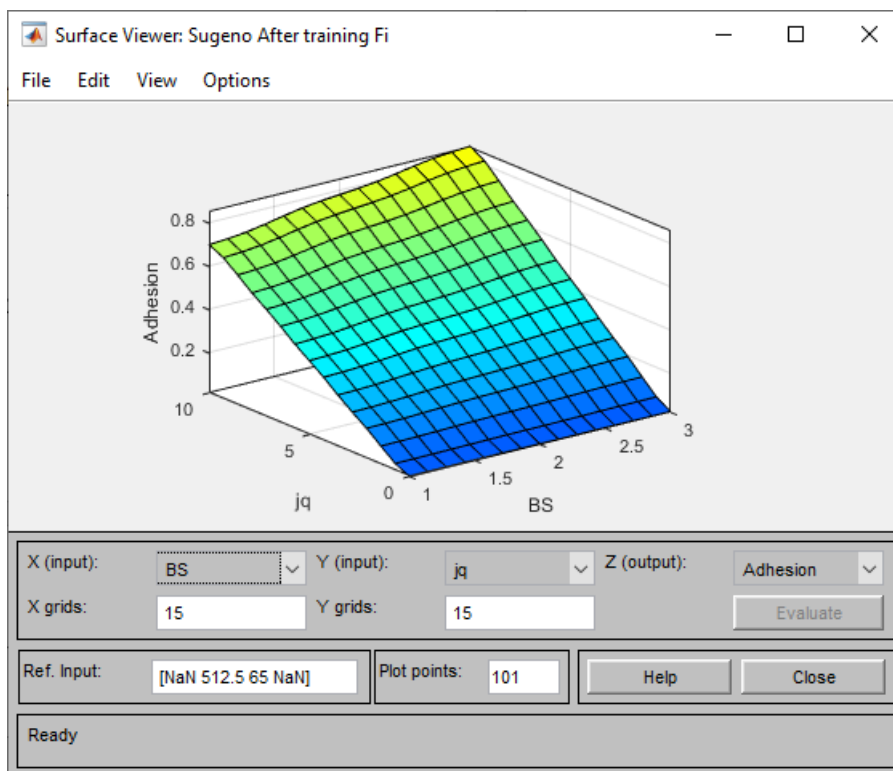 Surface Viewer: Sugeno After training Fi
File Edit View Options
0.8
0.6
0.4
0.2
Adhesion
10
5
0
jq
1
1.5
2
2.5
3
BS
X (input): BS Y (input): jq Z (output): Adhesion
X grids: 15 Y grids: 15 Evaluate
Ref. Input: [NaN 512.5 65 NaN] Plot points: 101 Help Close
Ready